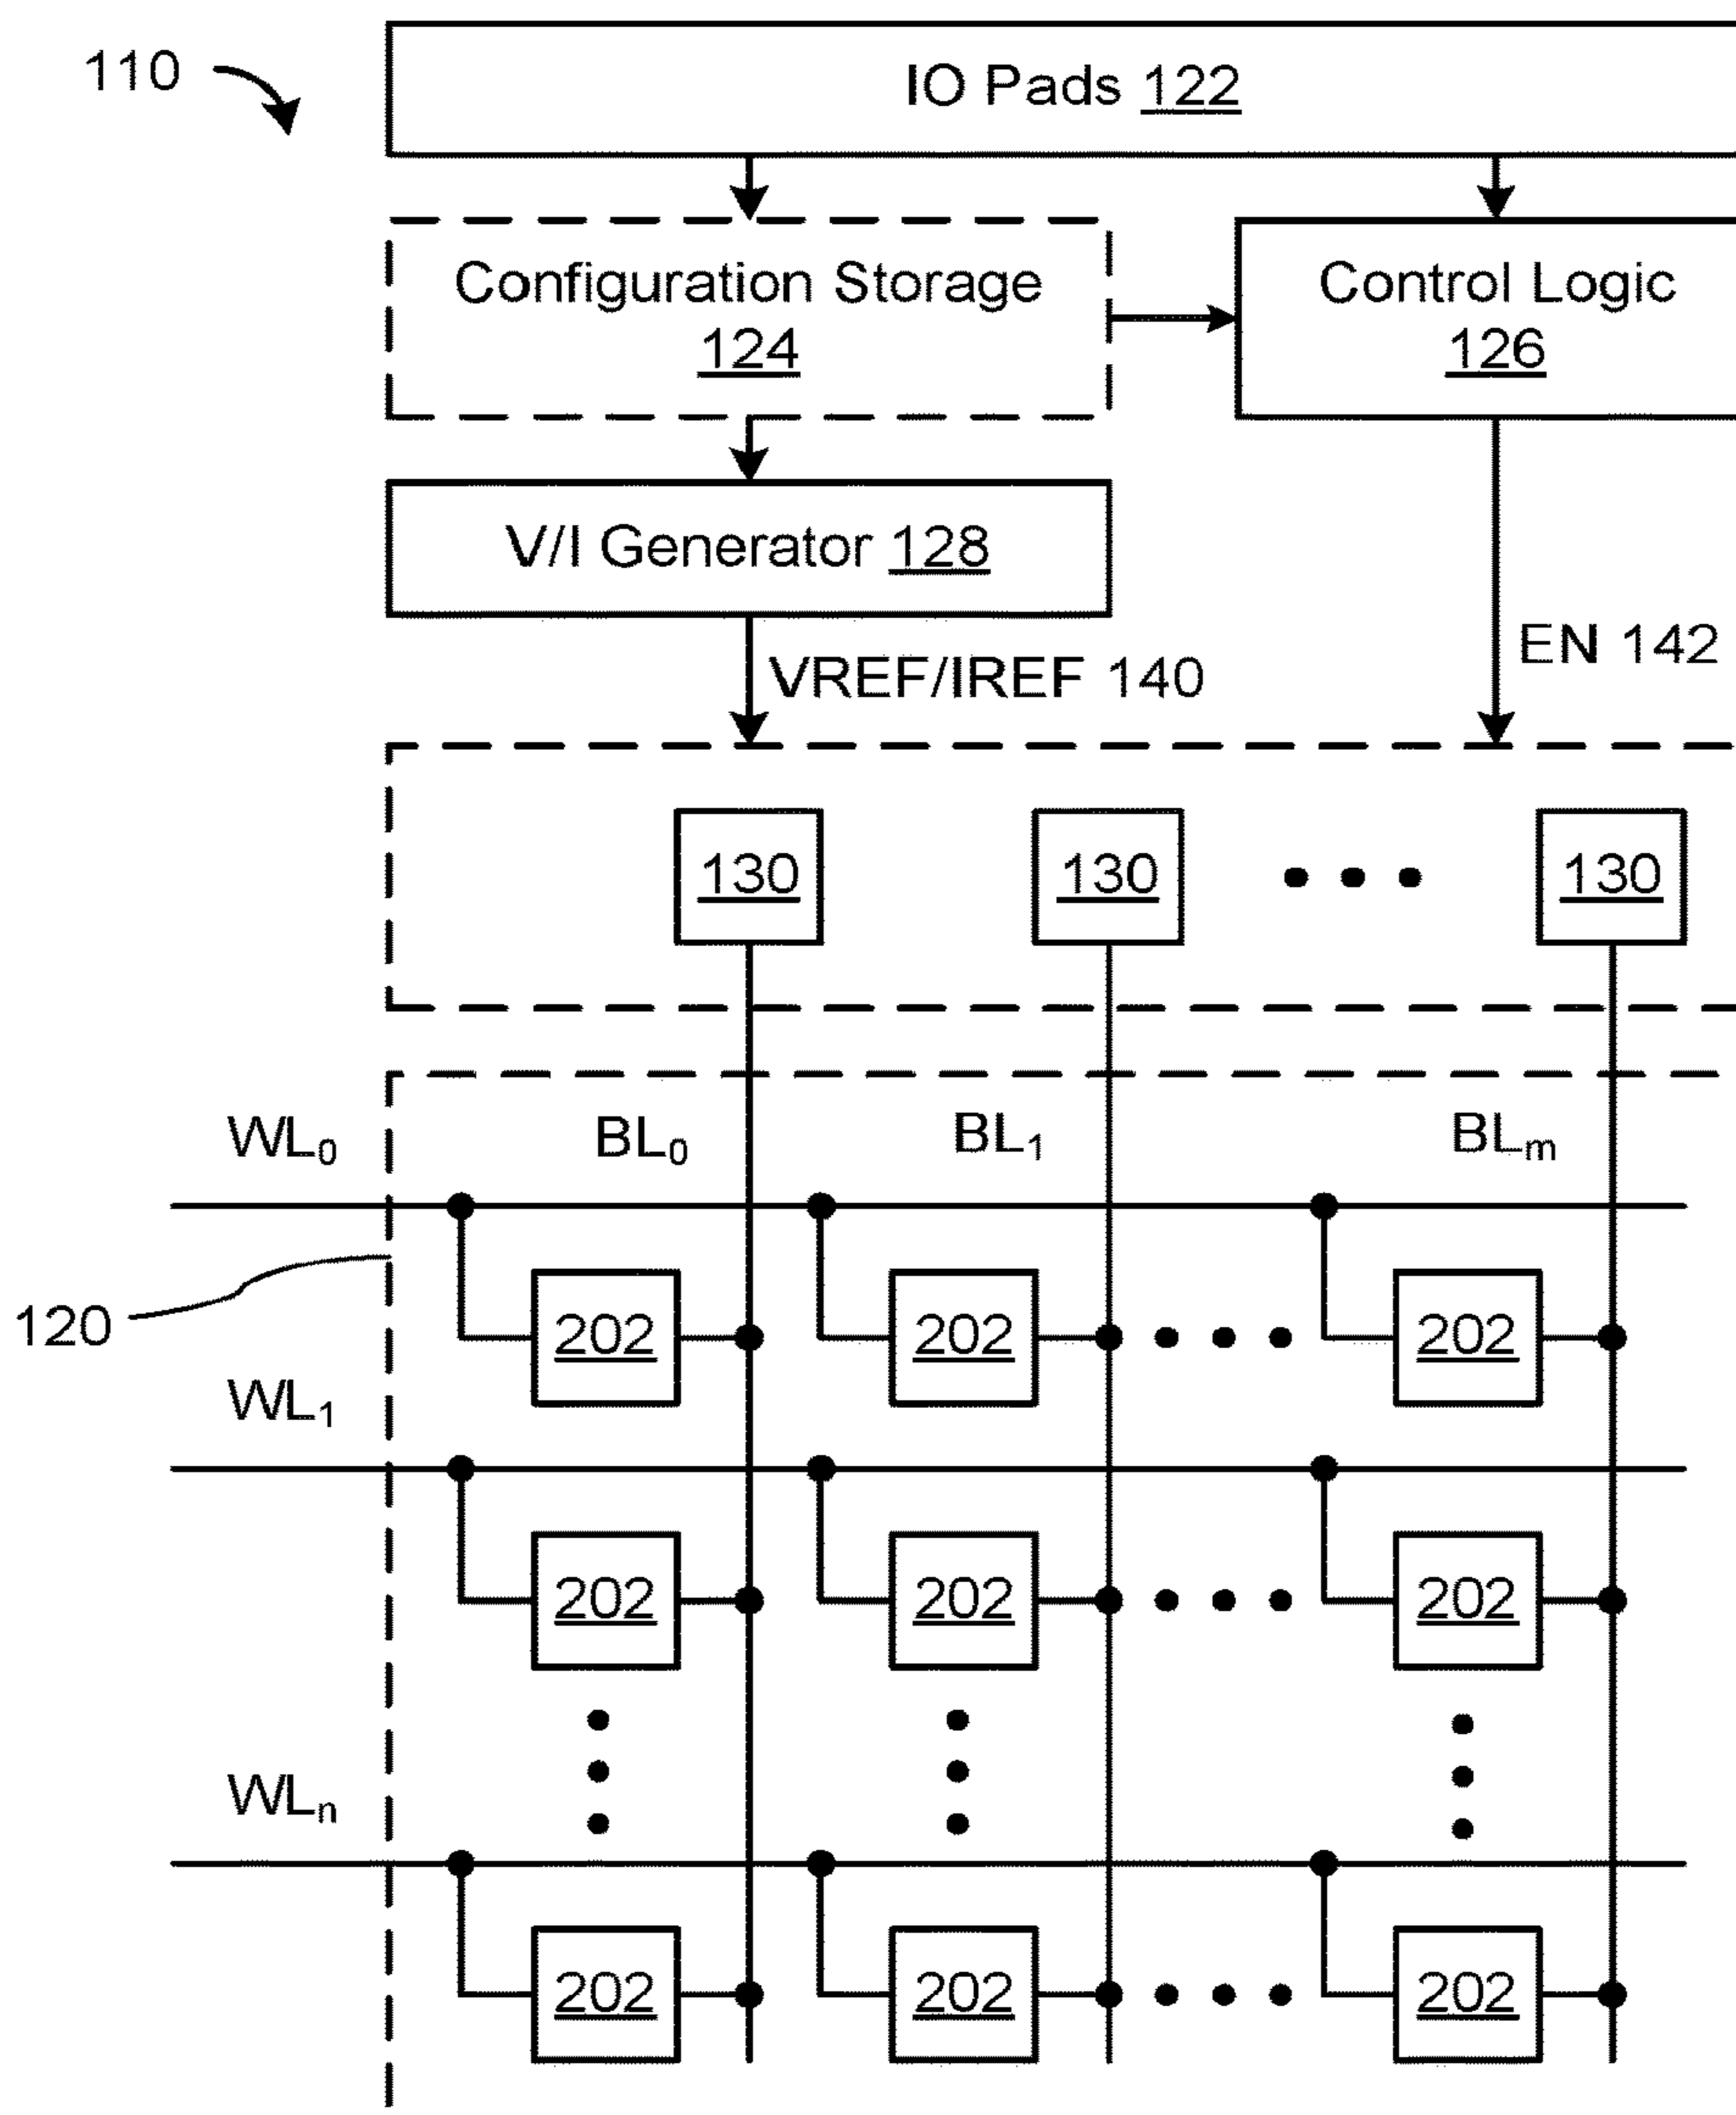 110
IO Pads 122
Configuration Storage
124
Control Logic
126
V/I Generator 128
VREF/IREF 140
EN 142
130 130 130
WL0 BL0 BL1 BLm
120
202 202 202
WL1
202 202 202
WLn
202 202 202